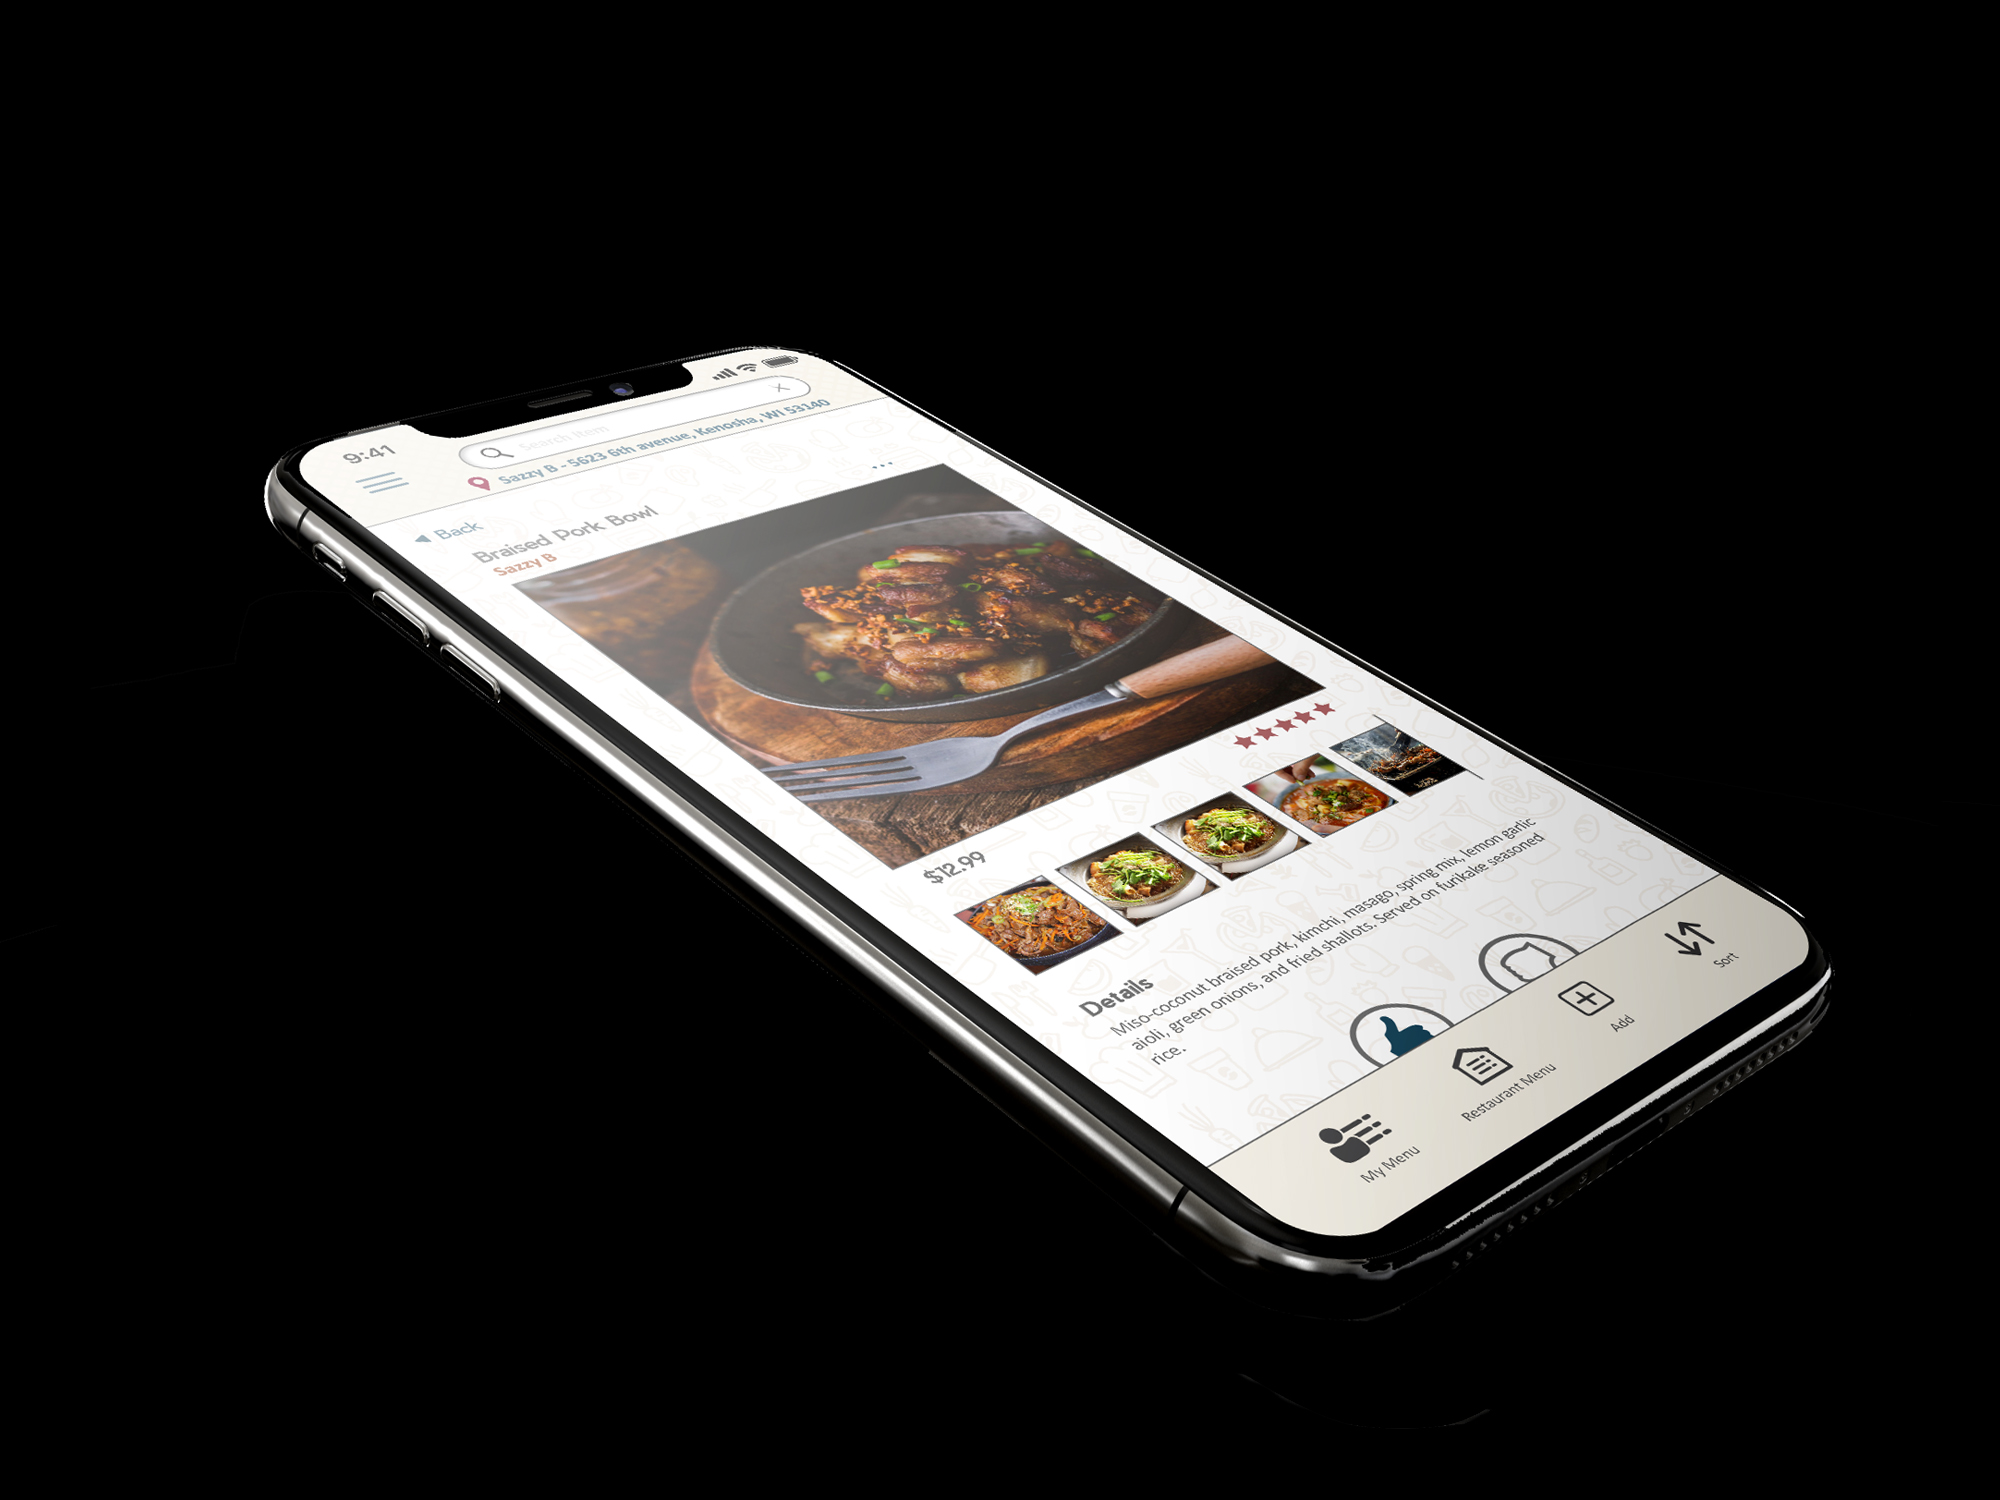 9:41
Search Item
Sazzy B - 5623 6th avenue, Kenosha, WI 53140
Back
Braised Pork Bowl
Sazzy B
$12.99
Details
Miso-coconut braised pork, kimchi, masago, spring mix, lemon garlic
aioli, green onions, and fried shallots. Served on furikake seasoned
rice.
My Menu
Restaurant Menu
Add
Sort